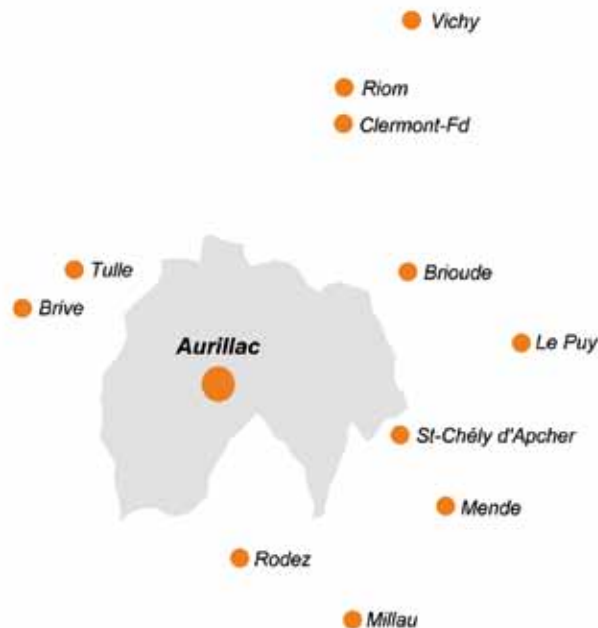 Vichy
Riom
Clermont-Fd
Tulle
Brioude
Brive
Le Puy
Aurillac
St-Chély d'Apcher
Mende
Rodez
Millau